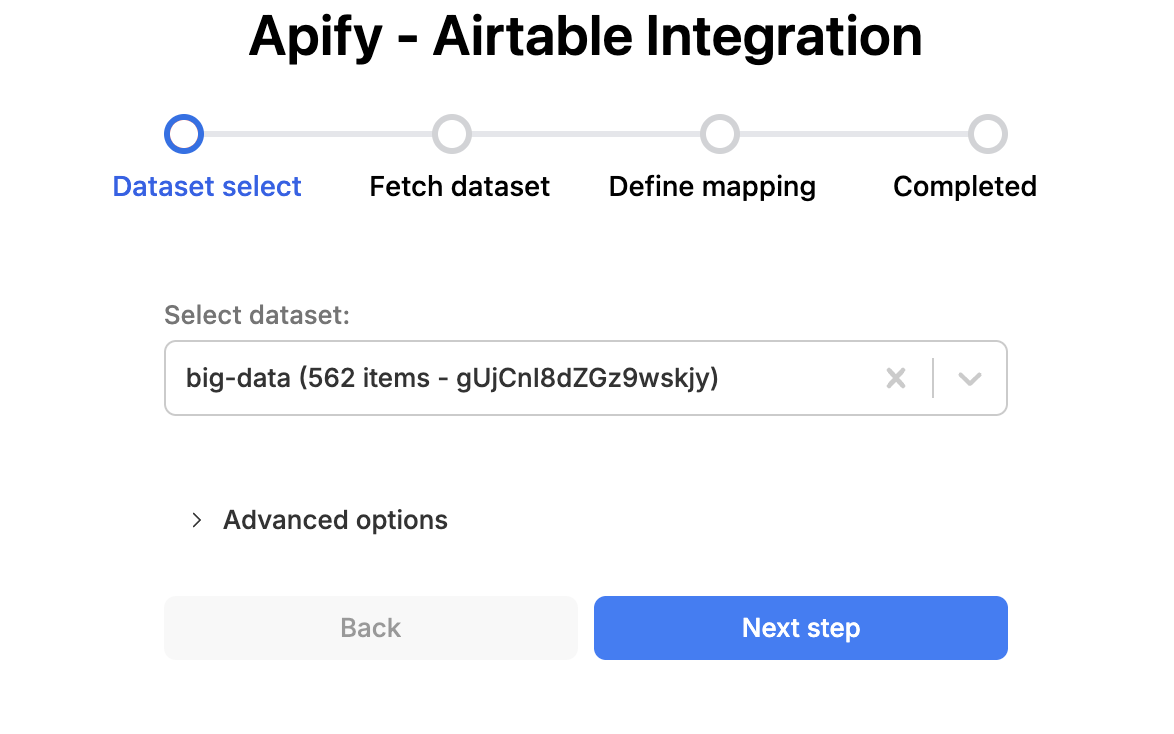 Apify - Airtable Integration
Dataset select
Fetch dataset
Define mapping
Completed
Select dataset:
big-data (562 items - gUjCnI8dZGz9wskjy)
Advanced options
Back
Next step